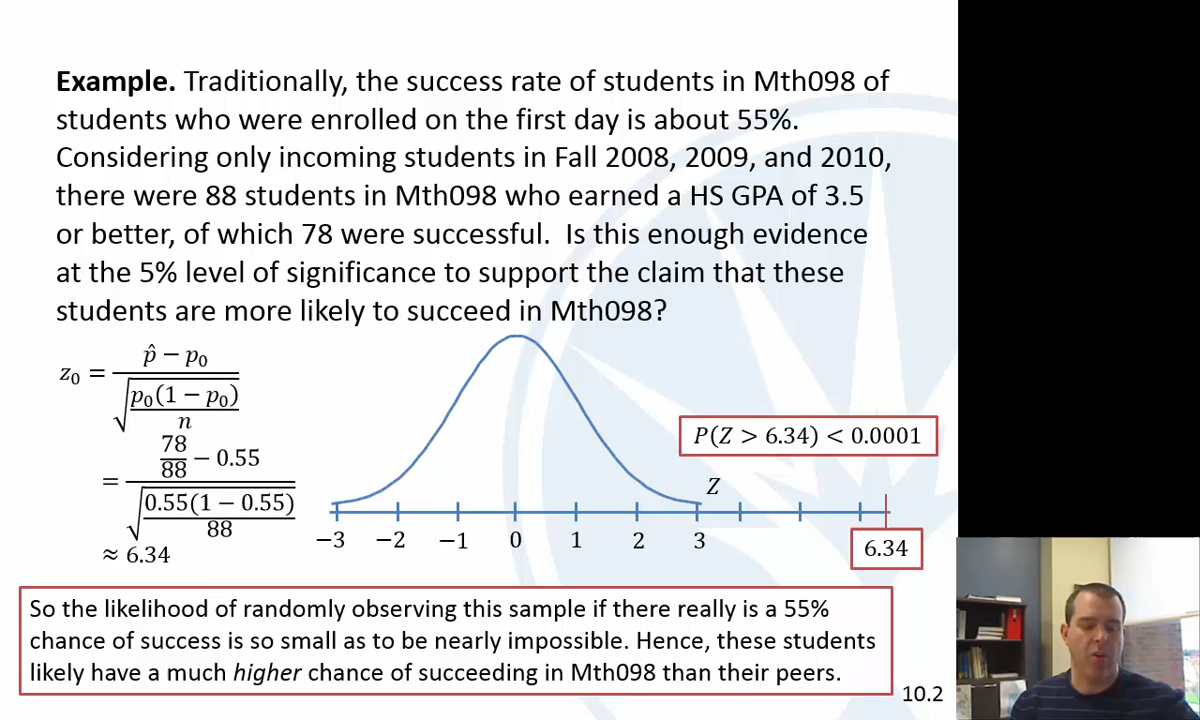 Example. Traditionally, the success rate of students in Mth098 of
students who were enrolled on the first day is about 55%.
Considering only incoming students in Fall 2008, 2009, and 2010,
there were 88 students in Mth098 who earned a HS GPA of 3.5
or better, of which 78 were successful. Is this enough evidence
at the 5% level of significance to support the claim that these
students are more likely to succeed in Mth098?
z₀ = (p̂ − p₀) / √(p₀(1 − p₀) / n)
= (78/88 − 0.55) / √(0.55(1 − 0.55) / 88)
≈ 6.34
P(Z > 6.34) < 0.0001
Z
−3 −2 −1 0 1 2 3 6.34
So the likelihood of randomly observing this sample if there really is a 55%
chance of success is so small as to be nearly impossible. Hence, these students
likely have a much higher chance of succeeding in Mth098 than their peers.
10.2